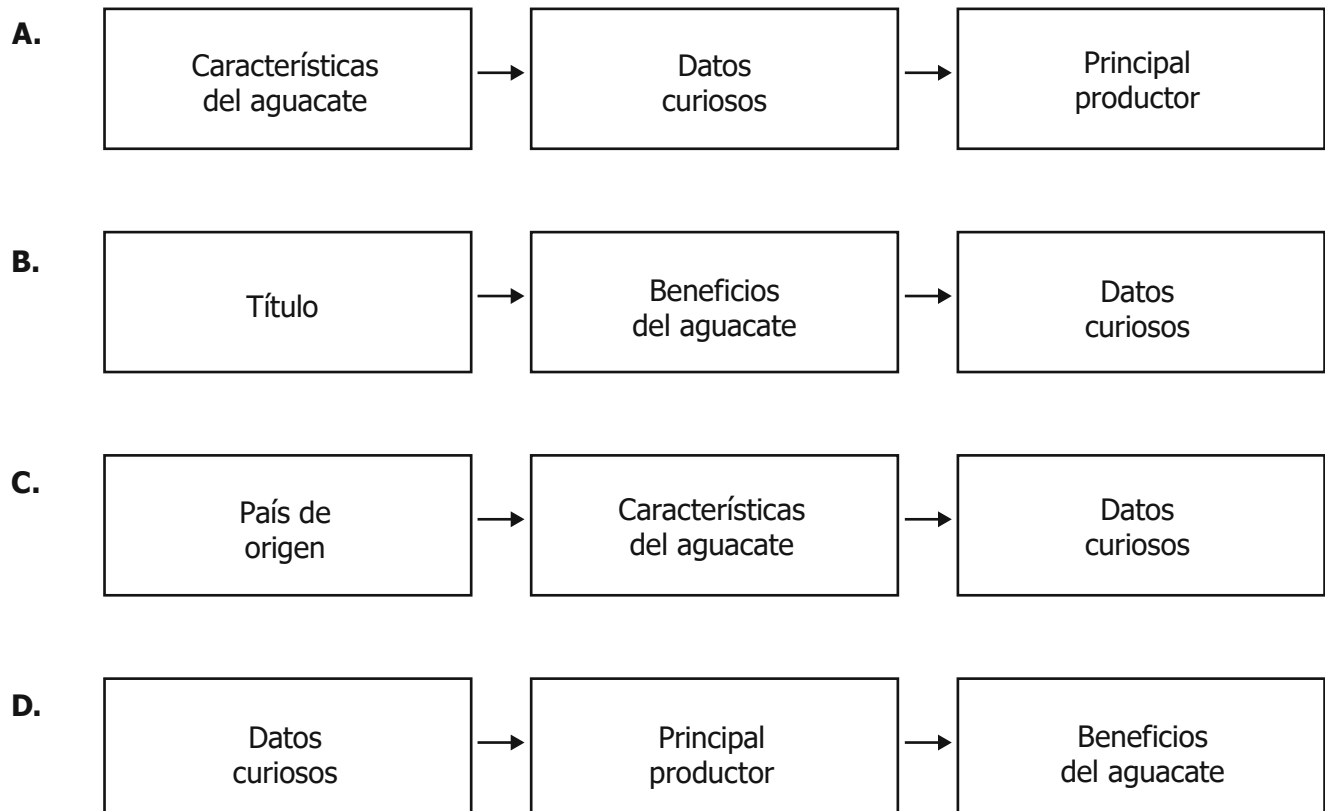 A.
Características
del aguacate
Datos
curiosos
Principal
productor
B.
Título
Beneficios
del aguacate
Datos
curiosos
C.
País de
origen
Características
del aguacate
Datos
curiosos
D.
Datos
curiosos
Principal
productor
Beneficios
del aguacate